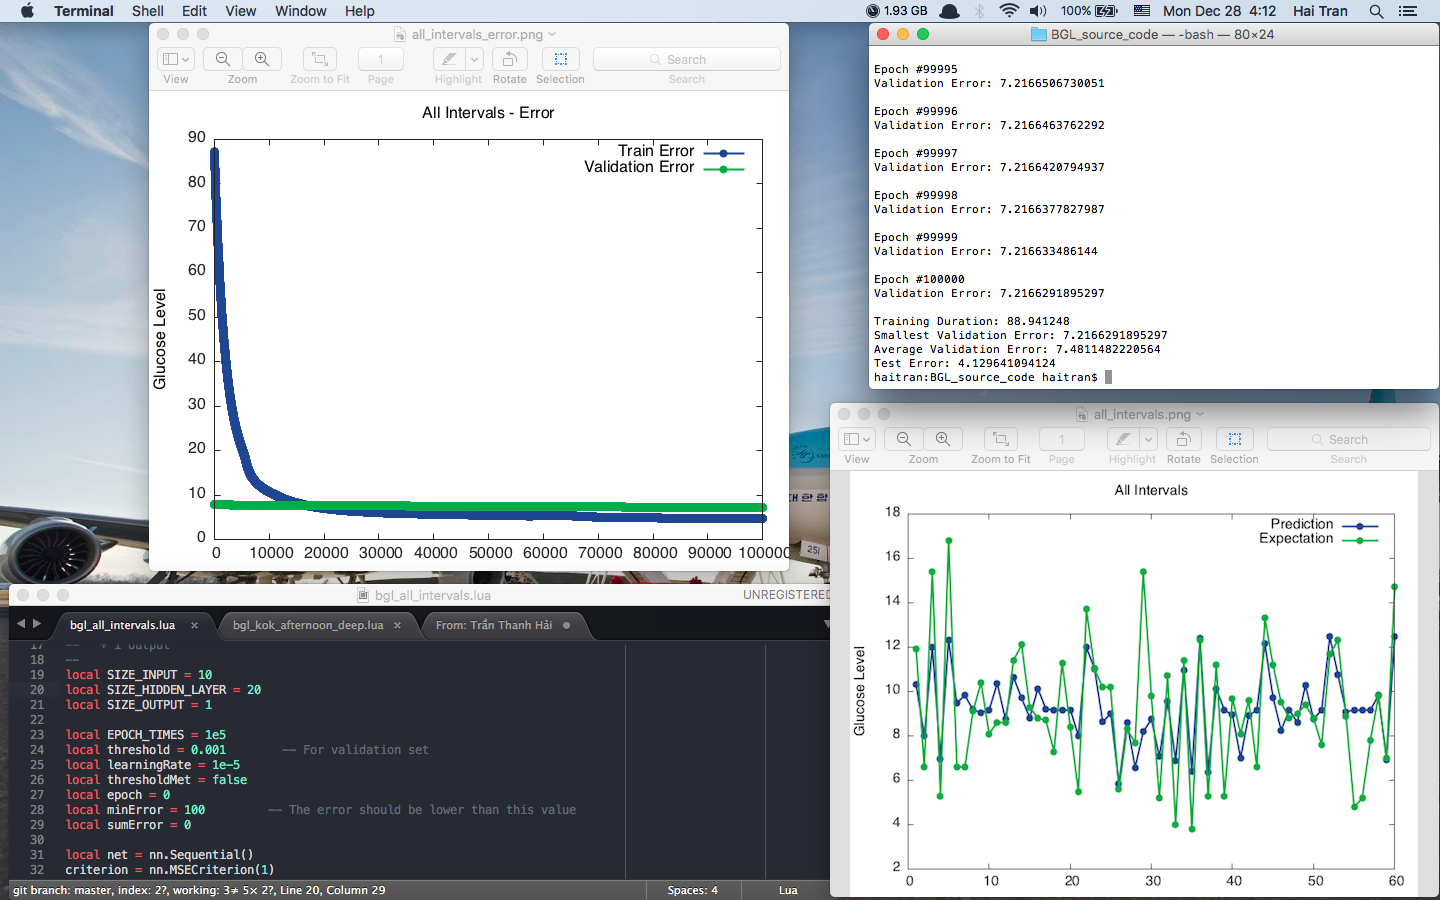 Terminal Shell Edit View Window Help 1.93 GB 100% Mon Dec 28 4:12 Hai Tran
all_intervals_error.png
View Zoom Zoom to Fit 1 Page Highlight Rotate Selection Search Search
All Intervals - Error
Train Error
Validation Error
Glucose Level
90
80
70
60
50
40
30
20
10
0
0 10000 20000 30000 40000 50000 60000 70000 80000 90000 100000
BGL_source_code — -bash — 80×24
Epoch #99995
Validation Error: 7.2166506730051
Epoch #99996
Validation Error: 7.2166463762292
Epoch #99997
Validation Error: 7.2166420794937
Epoch #99998
Validation Error: 7.2166377827987
Epoch #99999
Validation Error: 7.216633486144
Epoch #100000
Validation Error: 7.2166291895297
Training Duration: 88.941248
Smallest Validation Error: 7.2166291895297
Average Validation Error: 7.4811482220564
Test Error: 4.129641094124
haitran:BGL_source_code haitran$
all_intervals.png
View Zoom Zoom to Fit 1 Page Highlight Rotate Selection Search Search
All Intervals
Prediction
Expectation
Glucose Level
18
16
14
12
10
8
6
4
2
0 10 20 30 40 50 60
대한항
251
bgl_all_intervals.lua UNREGISTERED
bgl_all_intervals.lua × bgl_kok_afternoon_deep.lua × From: Trần Thanh Hải
17 -- + 1 output
18 --
19 local SIZE_INPUT = 10
20 local SIZE_HIDDEN_LAYER = 20
21 local SIZE_OUTPUT = 1
22
23 local EPOCH_TIMES = 1e5
24 local threshold = 0.001 -- For validation set
25 local learningRate = 1e-5
26 local thresholdMet = false
27 local epoch = 0
28 local minError = 100 -- The error should be lower than this value
29 local sumError = 0
30
31 local net = nn.Sequential()
32 criterion = nn.MSECriterion(1)
git branch: master, index: 2?, working: 3≠ 5× 2?, Line 20, Column 29 Spaces: 4 Lua